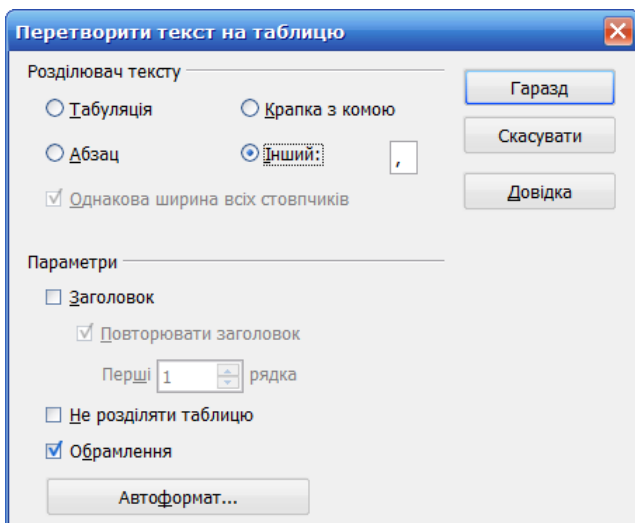 Перетворити текст на таблицю
Розділювач тексту
Гаразд
Табуляція Крапка з комою
Скасувати
Абзац Інший: ,
Однакова ширина всіх стовпчиків
Довідка
Параметри
Заголовок
Повторювати заголовок
Перші 1 рядка
Не розділяти таблицю
Обрамлення
Автоформат...